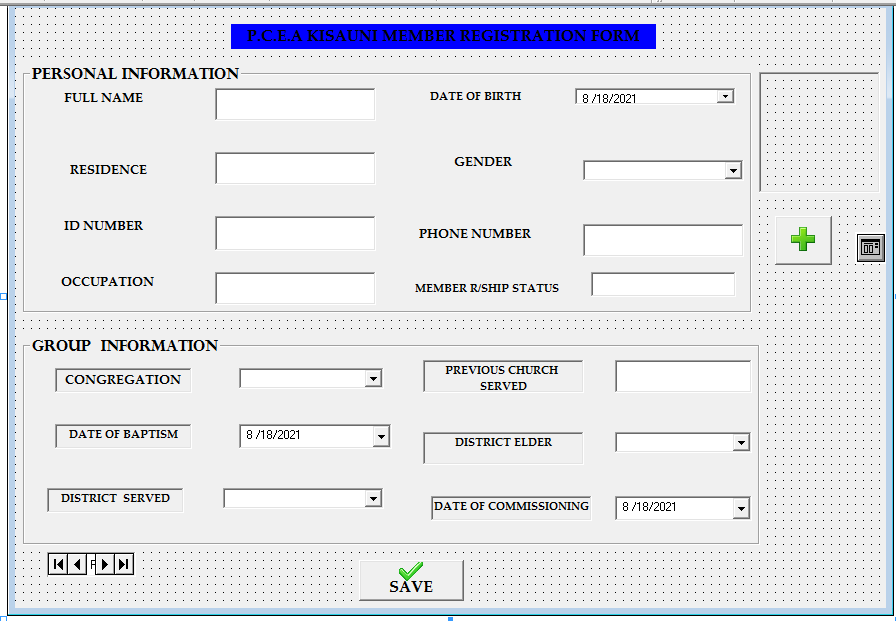 P.C.E.A KISAUNI MEMBER REGISTRATION FORM
PERSONAL INFORMATION
FULL NAME
DATE OF BIRTH
8 /18/2021
RESIDENCE
GENDER
ID NUMBER
PHONE NUMBER
OCCUPATION
MEMBER R/SHIP STATUS
GROUP INFORMATION
CONGREGATION
PREVIOUS CHURCH
SERVED
DATE OF BAPTISM
8 /18/2021
DISTRICT ELDER
DISTRICT SERVED
DATE OF COMMISSIONING
8 /18/2021
SAVE